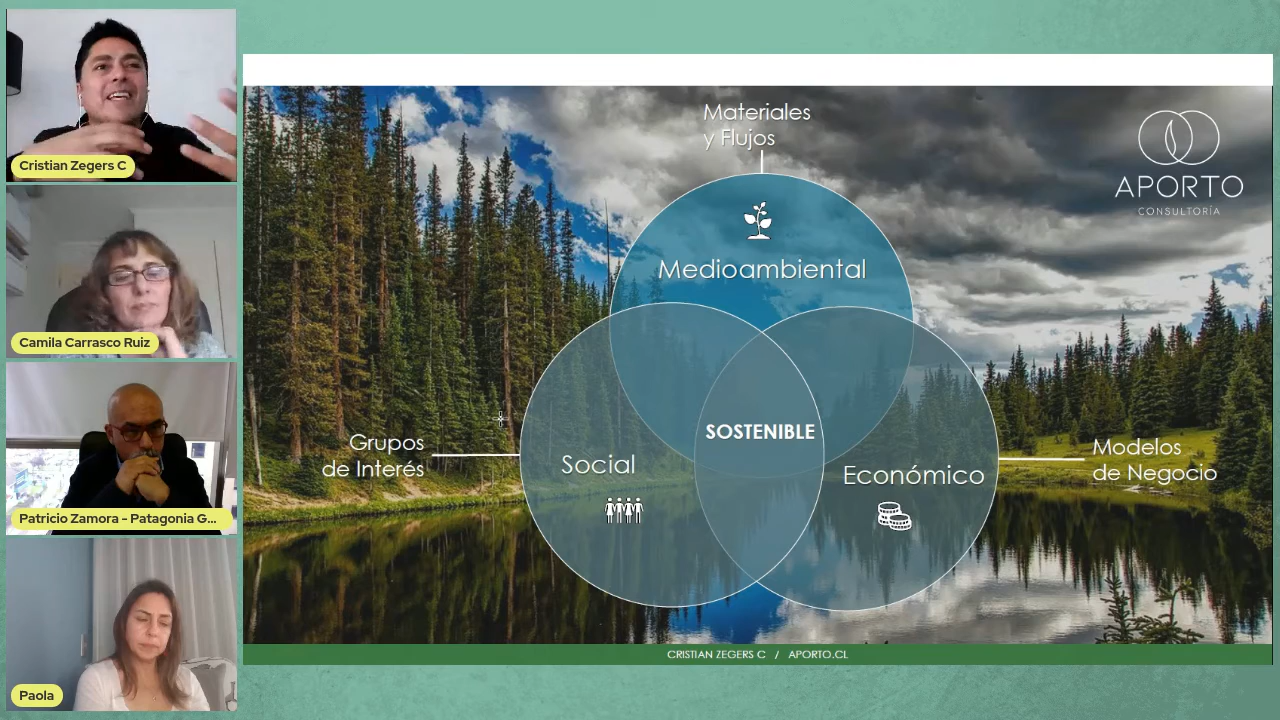 Cristian Zegers C
Camila Carrasco Ruiz
Patricio Zamora - Patagonia G...
Paola
Materiales
y Flujos
APORTO
CONSULTORÍA
Medioambiental
SOSTENIBLE
Grupos
de Interés
Social
Económico
Modelos
de Negocio
CRISTIAN ZEGERS C / APORTO.CL